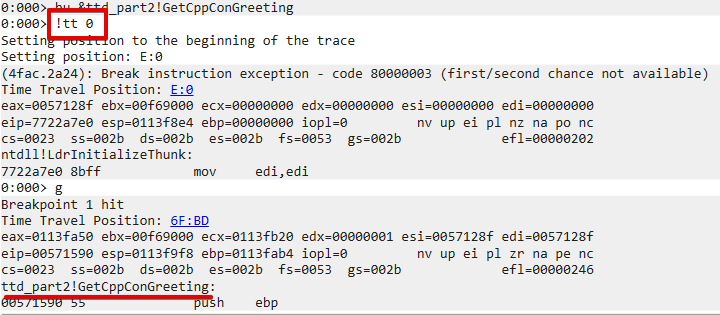 0:000> bu &ttd_part2!GetCppConGreeting
0:000> !tt 0
Setting position to the beginning of the trace
Setting position: E:0
(4fac.2a24): Break instruction exception - code 80000003 (first/second chance not available)
Time Travel Position: E:0
eax=0057128f ebx=00f69000 ecx=00000000 edx=00000000 esi=00000000 edi=00000000
eip=7722a7e0 esp=0113f8e4 ebp=00000000 iopl=0 nv up ei pl nz na po nc
cs=0023 ss=002b ds=002b es=002b fs=0053 gs=002b efl=00000202
ntdll!LdrInitializeThunk:
7722a7e0 8bff mov edi,edi
0:000> g
Breakpoint 1 hit
Time Travel Position: 6F:BD
eax=0113fa50 ebx=00f69000 ecx=0113fb20 edx=00000001 esi=0057128f edi=0057128f
eip=00571590 esp=0113f9f8 ebp=0113fab4 iopl=0 nv up ei pl zr na pe nc
cs=0023 ss=002b ds=002b es=002b fs=0053 gs=002b efl=00000246
ttd_part2!GetCppConGreeting:
00571590 55 push ebp